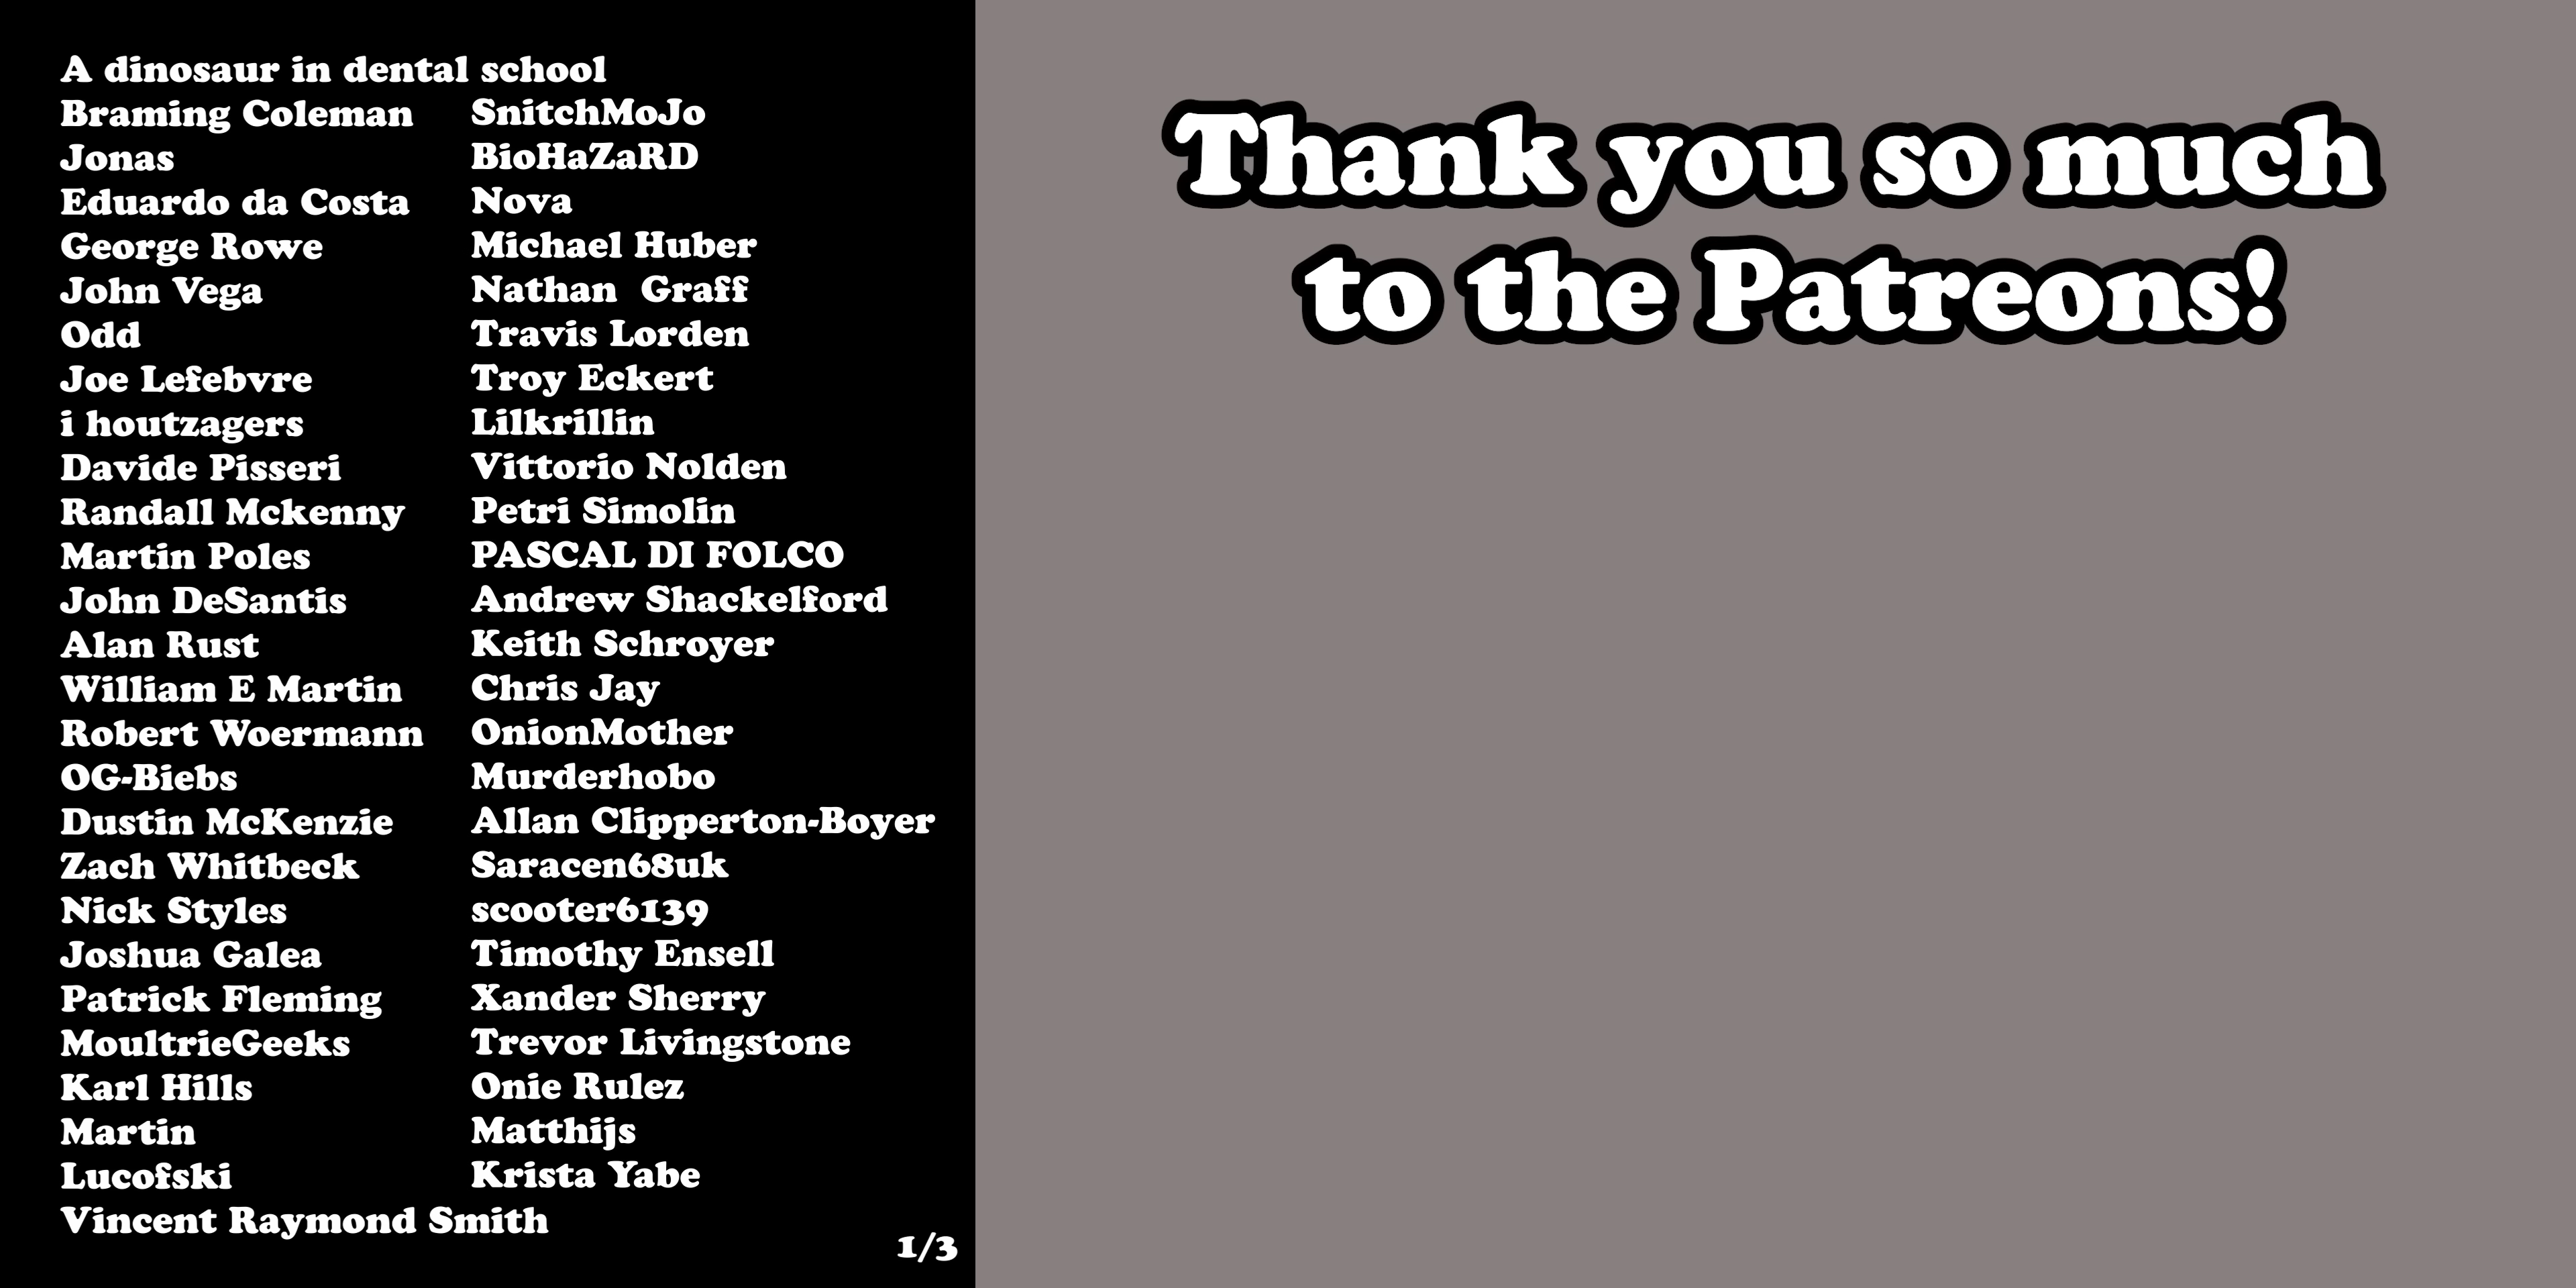 A dinosaur in dental school
Braming Coleman
Jonas
Eduardo da Costa
George Rowe
John Vega
Odd
Joe Lefebvre
i houtzagers
Davide Pisseri
Randall Mckenny
Martin Poles
John DeSantis
Alan Rust
William E Martin
Robert Woermann
OG-Biebs
Dustin McKenzie
Zach Whitbeck
Nick Styles
Joshua Galea
Patrick Fleming
MoultrieGeeks
Karl Hills
Martin
Lucofski
Vincent Raymond Smith
SnitchMoJo
BioHaZaRD
Nova
Michael Huber
Nathan  Graff
Travis Lorden
Troy Eckert
Lilkrillin
Vittorio Nolden
Petri Simolin
PASCAL DI FOLCO
Andrew Shackelford
Keith Schroyer
Chris Jay
OnionMother
Murderhobo
Allan Clipperton-Boyer
Saracen68uk
scooter6139
Timothy Ensell
Xander Sherry
Trevor Livingstone
Onie Rulez
Matthijs
Krista Yabe
1/3
Thank you so much
to the Patreons!